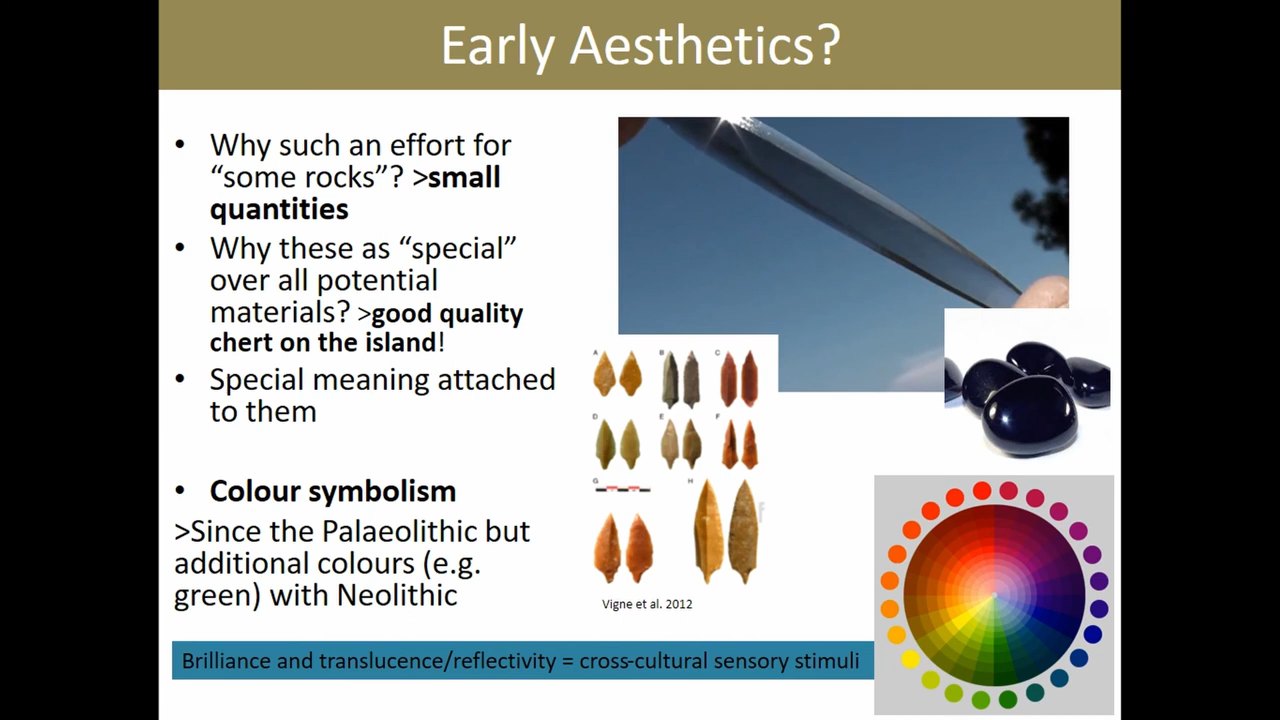 Early Aesthetics?
• Why such an effort for
“some rocks”? >small
quantities
• Why these as “special”
over all potential
materials? >good quality
chert on the island!
• Special meaning attached
to them
• Colour symbolism
>Since the Palaeolithic but
additional colours (e.g.
green) with Neolithic
A B C
D E F
G H
Vigne et al. 2012
Brilliance and translucence/reflectivity = cross-cultural sensory stimuli